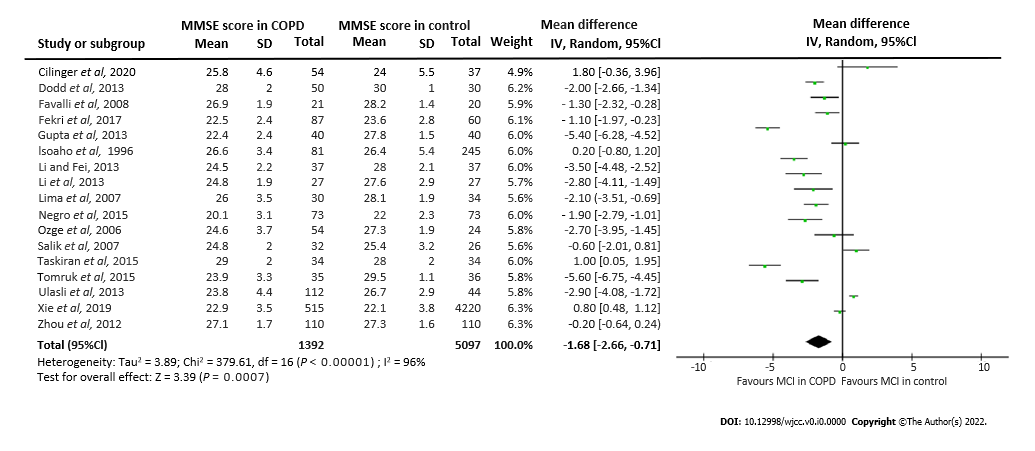 MMSE score in COPD MMSE score in control Mean difference Mean difference
Study or subgroup Mean SD Total Mean SD Total Weight IV, Random, 95%Cl IV, Random, 95%Cl
Cilinger et al, 2020 25.8 4.6 54 24 5.5 37 4.9% 1.80 [-0.36, 3.96]
Dodd et al, 2013 28 2 50 30 1 30 6.2% -2.00 [-2.66, -1.34]
Favalli et al, 2008 26.9 1.9 21 28.2 1.4 20 6.0% -1.30 [-2.32, -0.28]
Fekri et al, 2017 22.5 2.4 87 23.6 2.8 60 6.1% -1.10 [-1.97, -0.23]
Gupta et al, 2013 22.4 2.4 40 27.8 1.5 40 6.1% -5.40 [-6.28, -4.52]
Isoaho et al, 1996 26.6 3.4 81 26.4 5.4 245 6.0% 0.20 [-0.80, 1.20]
Li and Fei, 2013 24.5 2.2 37 28 2.1 37 6.0% -3.50 [-4.48, -2.52]
Li et al, 2013 24.8 1.9 27 27.6 2.9 27 5.7% -2.80 [-4.11, -1.49]
Lima et al, 2007 26 3.5 30 28.1 1.9 34 5.6% -2.10 [-3.51, -0.69]
Negro et al, 2015 20.1 3.1 73 22 2.3 73 6.1% -1.90 [-2.79, -1.01]
Ozge et al, 2006 24.6 3.7 54 27.3 1.9 24 5.8% -2.70 [-3.95, -1.45]
Salik et al, 2007 24.8 2 32 25.4 3.2 26 5.6% -0.60 [-2.01, 0.81]
Taskiran et al, 2015 29 2 34 28 2 34 6.1% 1.00 [0.05, 1.95]
Tomruk et al, 2015 23.9 3.3 35 29.5 1.1 36 5.8% -5.60 [-6.75, -4.45]
Ulasli et al, 2013 23.8 4.4 112 26.7 2.9 44 5.8% -2.90 [-4.08, -1.72]
Xie et al, 2019 22.9 3.5 515 22.1 3.8 4220 6.3% 0.80 [0.48, 1.12]
Zhou et al, 2012 27.1 1.7 110 27.3 1.6 110 6.3% -0.20 [-0.64, 0.24]
Total (95%Cl) 1392 5097 100.0% -1.68 [-2.66, -0.71]
Heterogeneity: Tau² = 3.89; Chi² = 379.61, df = 16 (P < 0.00001) ; I² = 96%
Test for overall effect: Z = 3.39 (P = 0.0007)
-10 -5 0 5 10
Favours MCI in COPD Favours MCI in control
DOI: 10.12998/wjcc.v0.i0.0000 Copyright ©The Author(s) 2022.